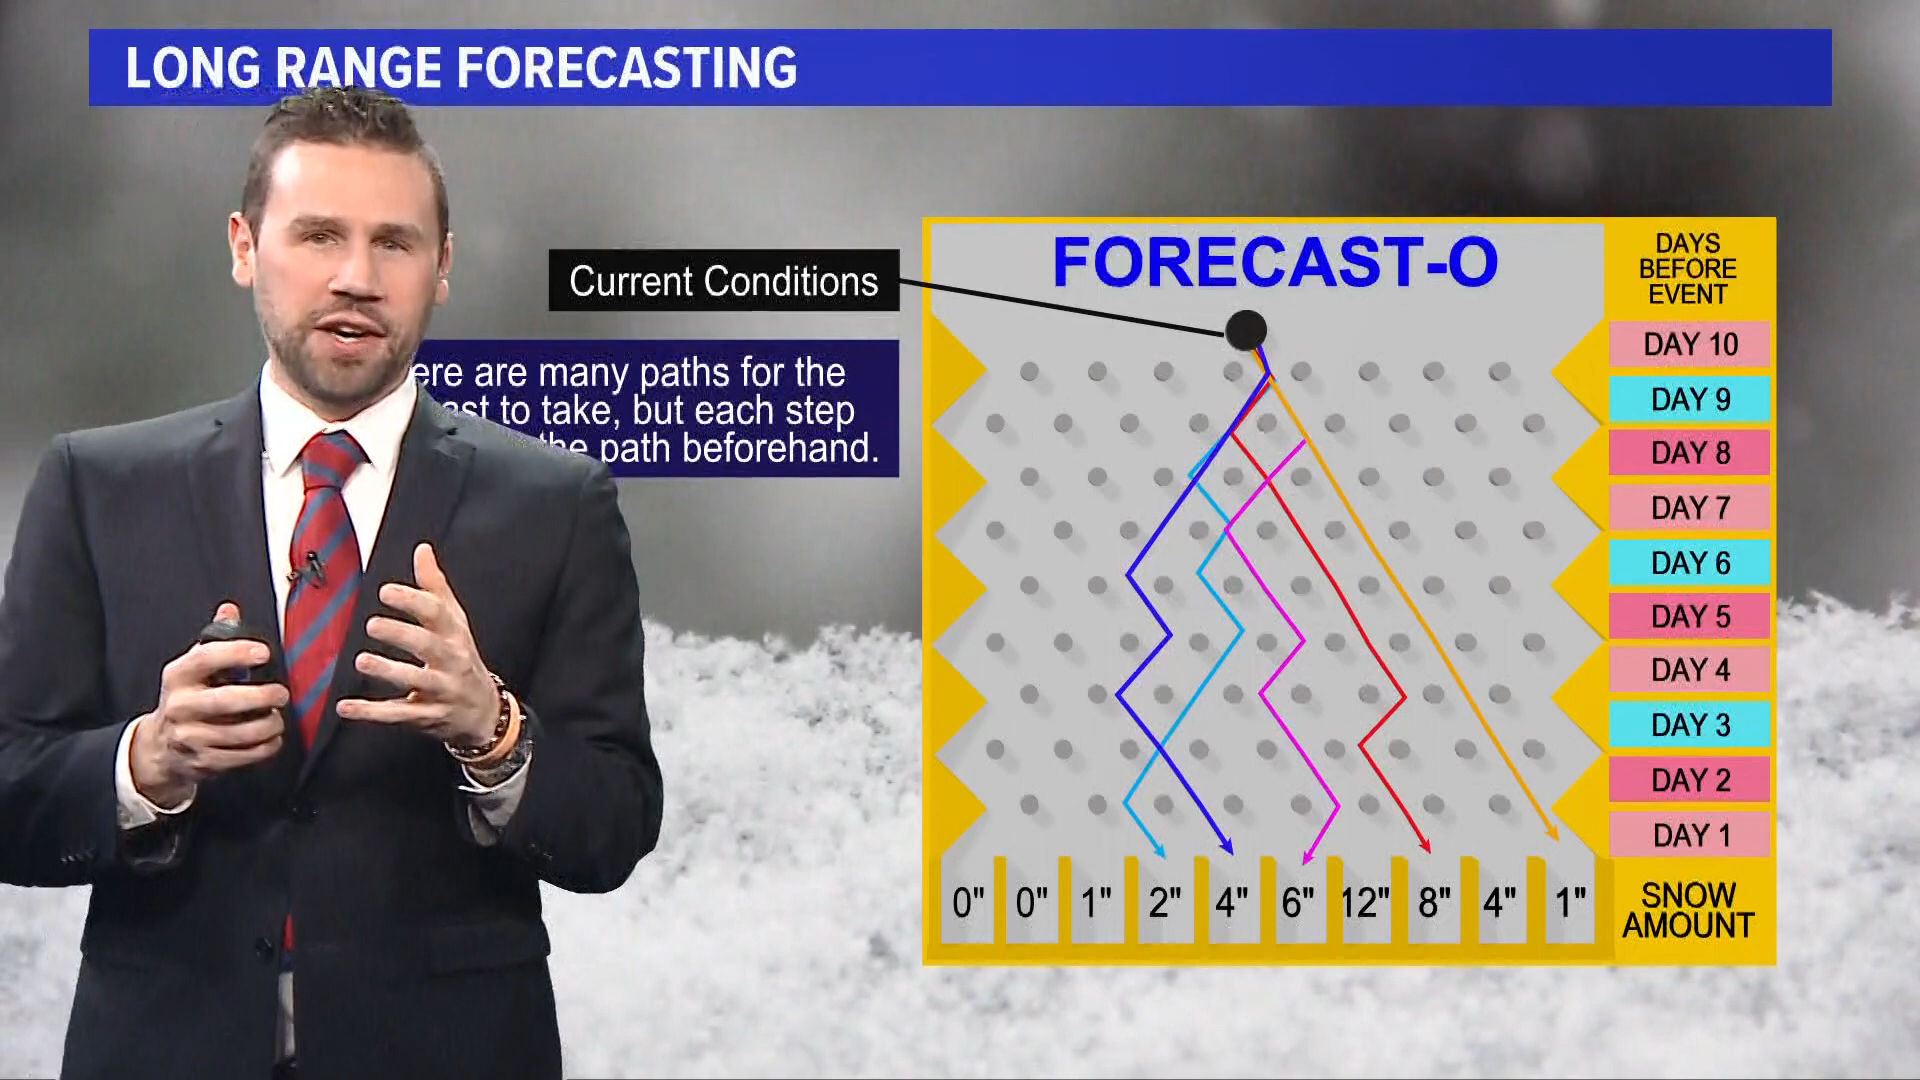 LONG RANGE FORECASTING
Current Conditions
are many paths for the
to take, but each step
path beforehand.
FORECAST-O
DAYS
BEFORE
EVENT
DAY 10
DAY 9
DAY 8
DAY 7
DAY 6
DAY 5
DAY 4
DAY 3
DAY 2
DAY 1
0" 0" 1" 2" 4" 6" 12" 8" 4" 1"
SNOW
AMOUNT